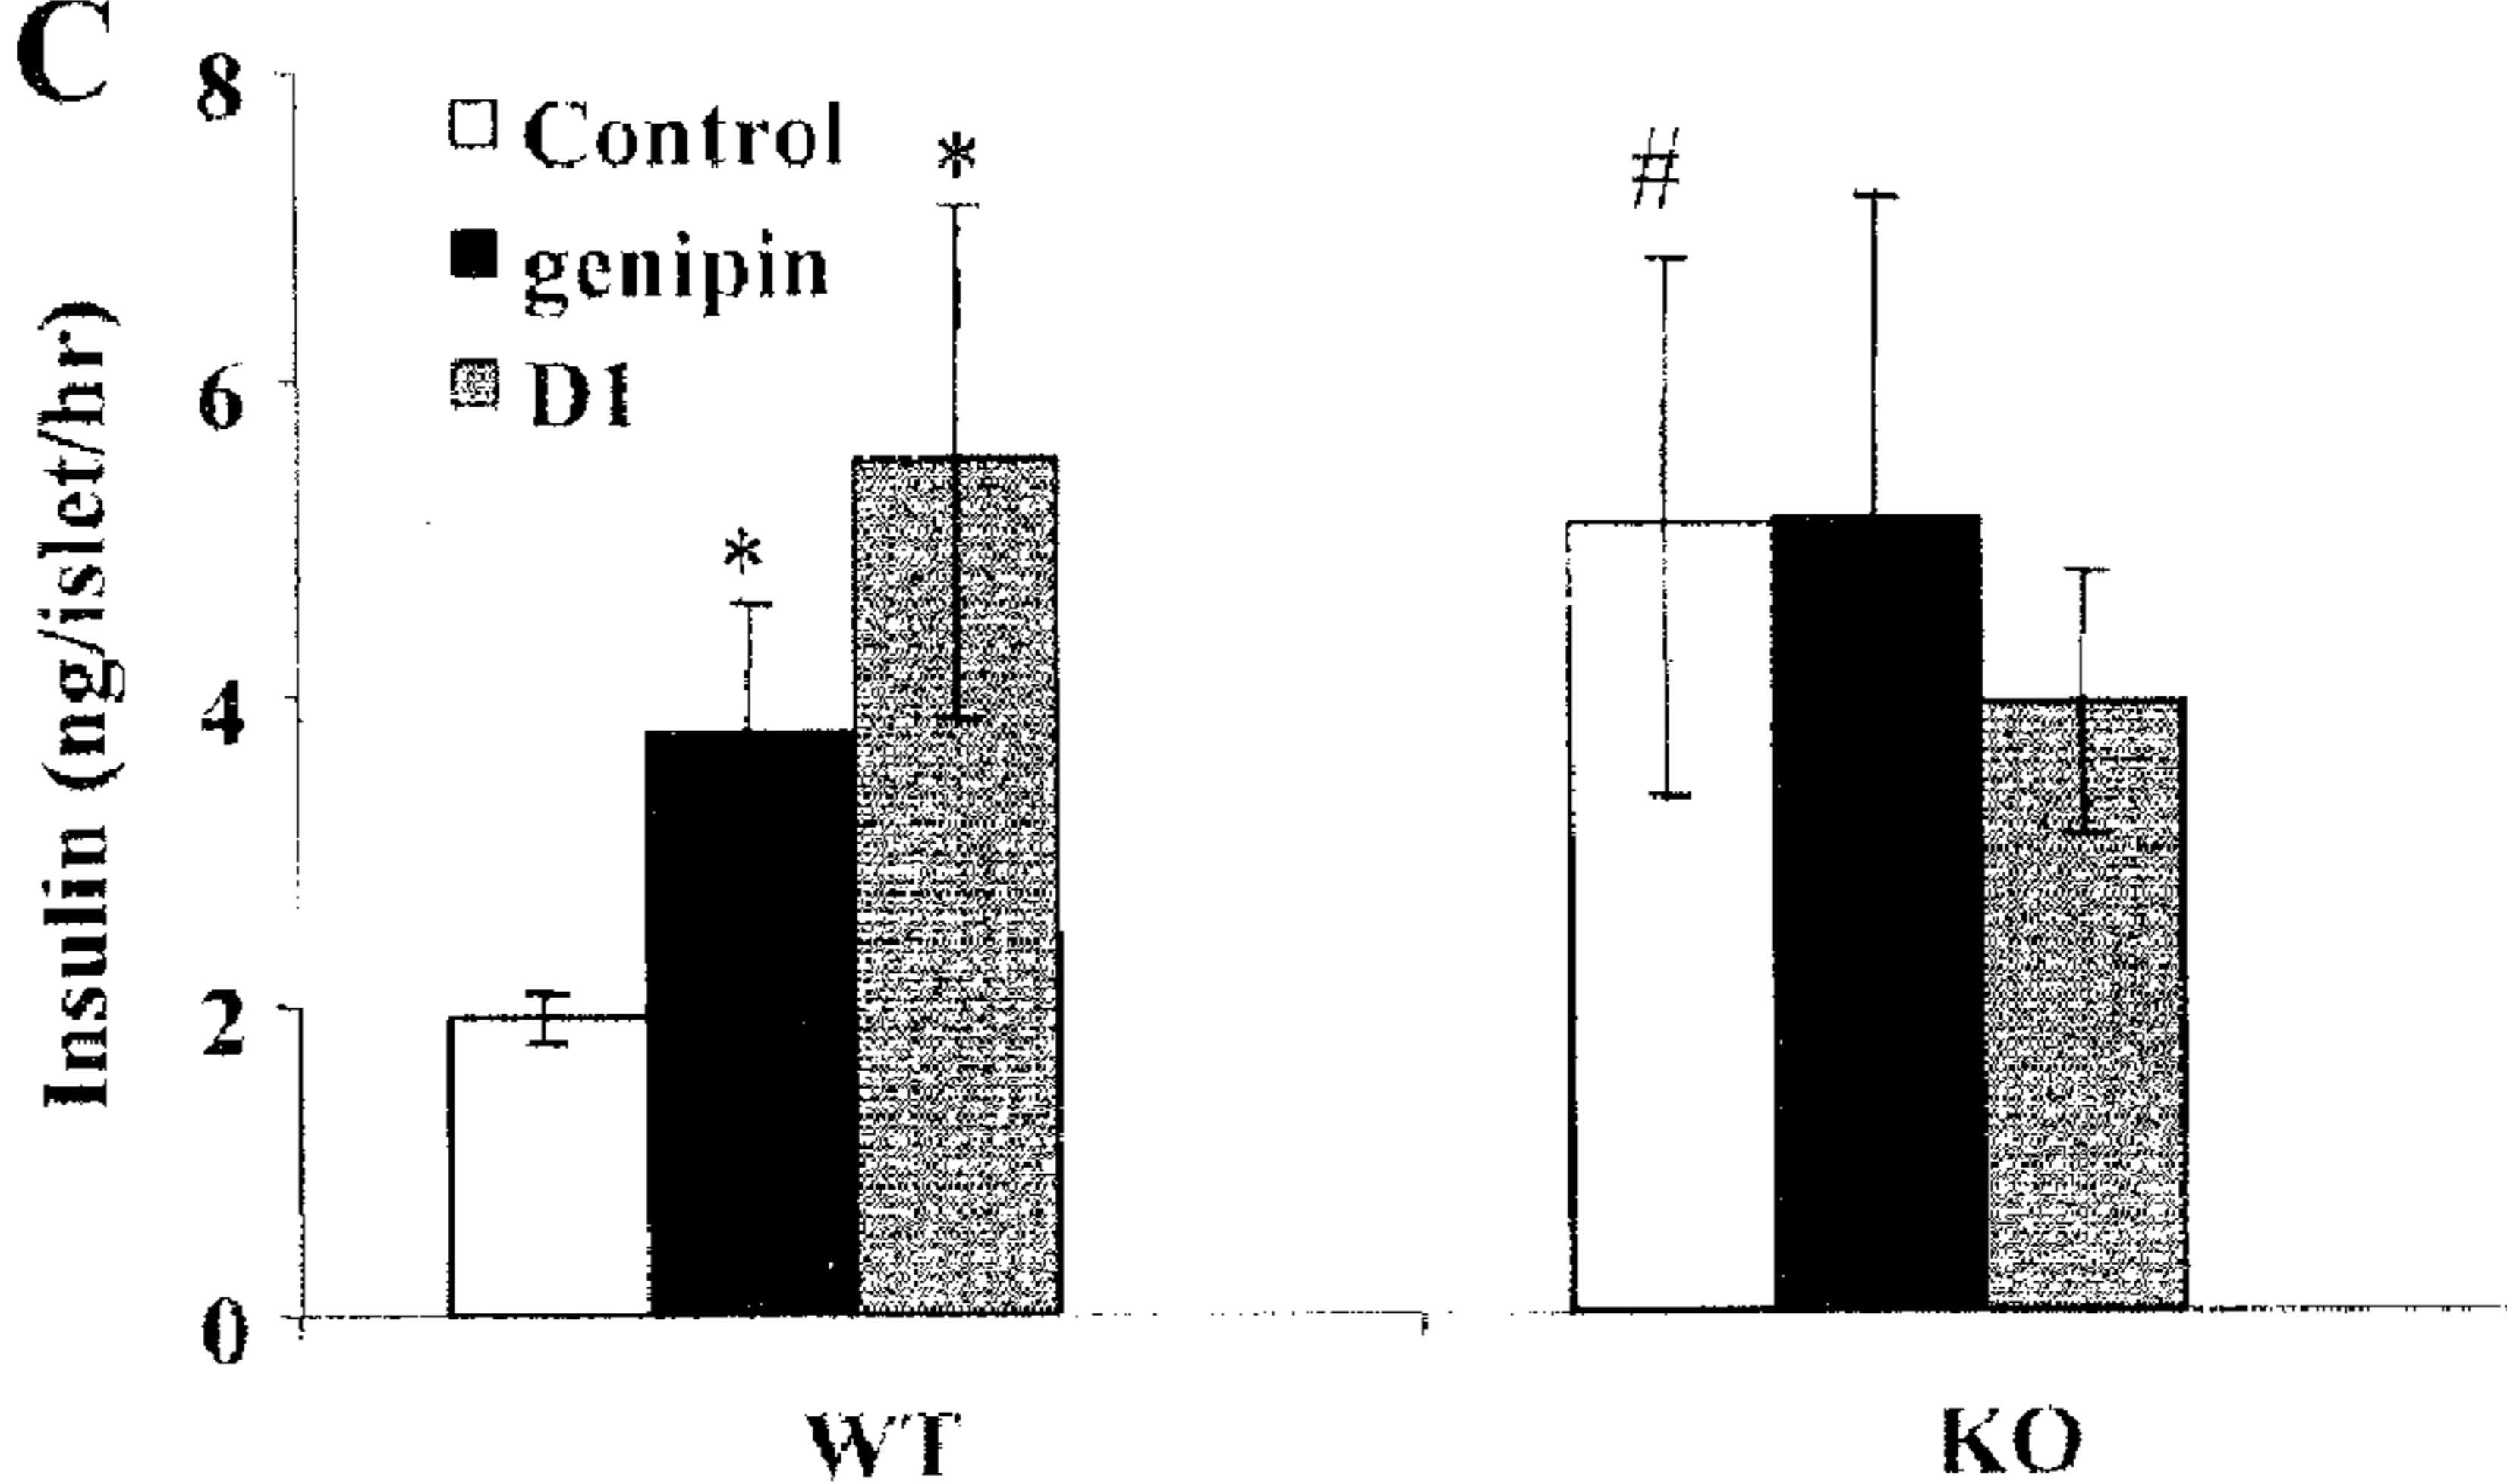 C
8
Control
*
#
genipin
6
D1
*
4
2
0
Insulin (ng/islet/hr)
WT
KO